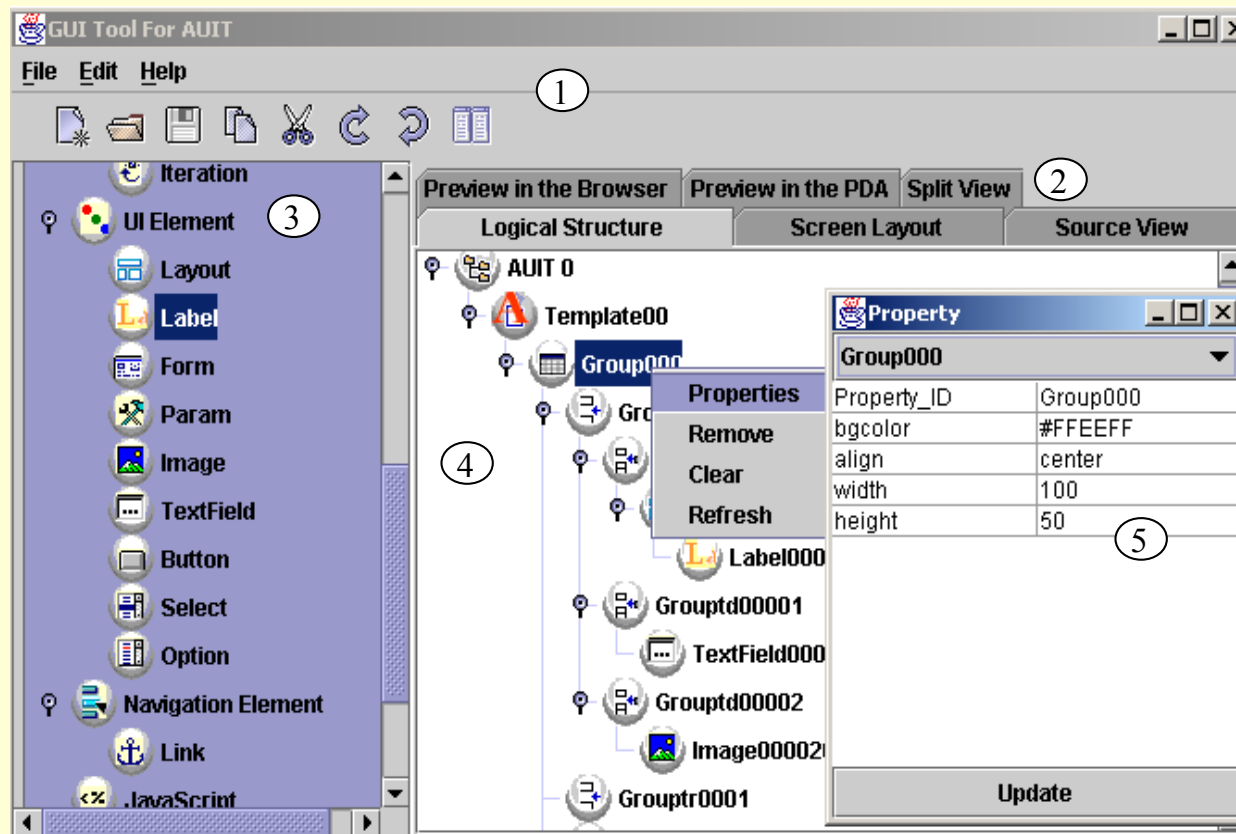 GUI Tool For AUIT
File Edit Help
1
Iteration
UI Element
3
Layout
Label
Form
Param
Image
TextField
Button
Select
Option
Navigation Element
Link
JavaScript
Preview in the Browser Preview in the PDA Split View
2
Logical Structure Screen Layout Source View
AUIT 0
Template00
Group000
Properties
Remove
Clear
Refresh
4
Label000
Grouptd00001
TextField000
Grouptd00002
Grouptr0001
Property
Group000
Property_ID Group000
bgcolor #FFEEFF
align center
width 100
height 50
5
Update